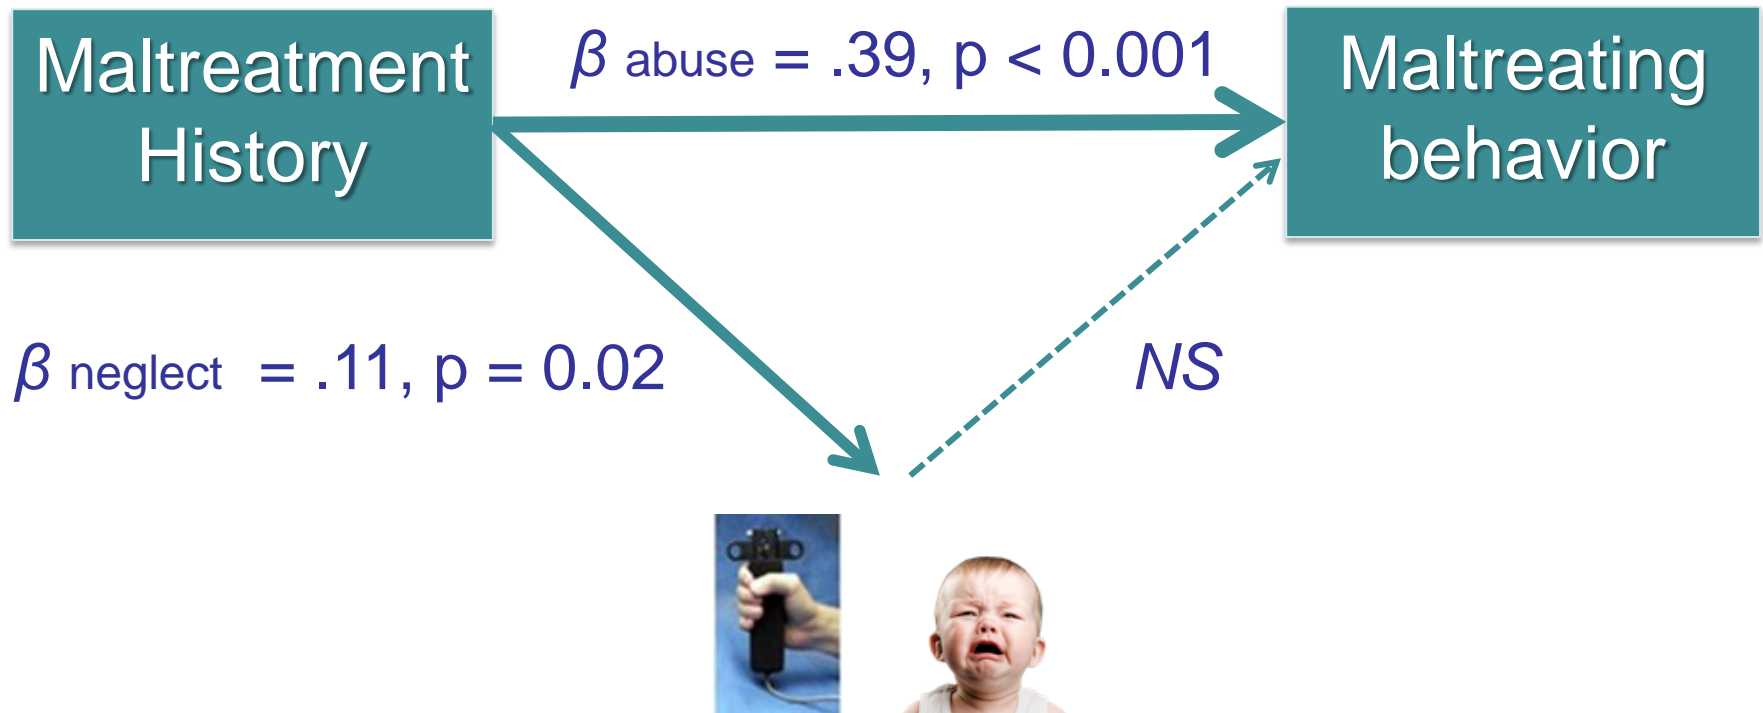 Maltreatment
History
β abuse = .39, p < 0.001
Maltreating
behavior
β neglect = .11, p = 0.02
NS